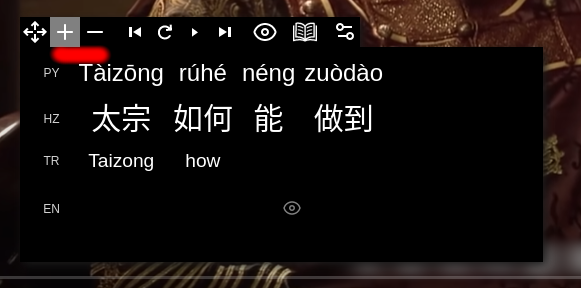 PY Tàizōng rúhé néng zuòdào
HZ 太宗 如何 能 做到
TR Taizong how
EN